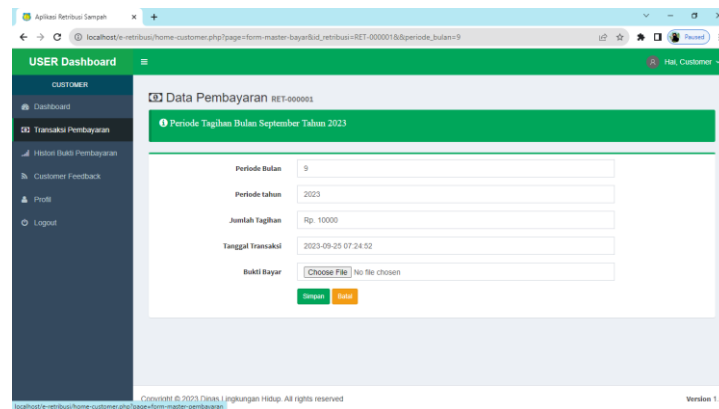 Aplikasi Retribusi Sampah
localhost/e-retribusi/home-customer.php?page=form-master-bayar&id_retribusi=RET-000001&&periode_bulan=9
Paused
USER Dashboard
Hai, Customer
CUSTOMER
Dashboard
Transaksi Pembayaran
Histori Bukti Pembayaran
Customer Feedback
Profil
Logout
Data Pembayaran RET-000001
Periode Tagihan Bulan September Tahun 2023
Periode Bulan 9
Periode tahun 2023
Jumlah Tagihan Rp. 10000
Tanggal Transaksi 2023-09-25 07:24:52
Bukti Bayar Choose File No file chosen
Simpan Batal
Copyright © 2023 Dinas Lingkungan Hidup. All rights reserved
Version 1.
localhost/e-retribusi/home-customer.php?page=form-master-pembayaran